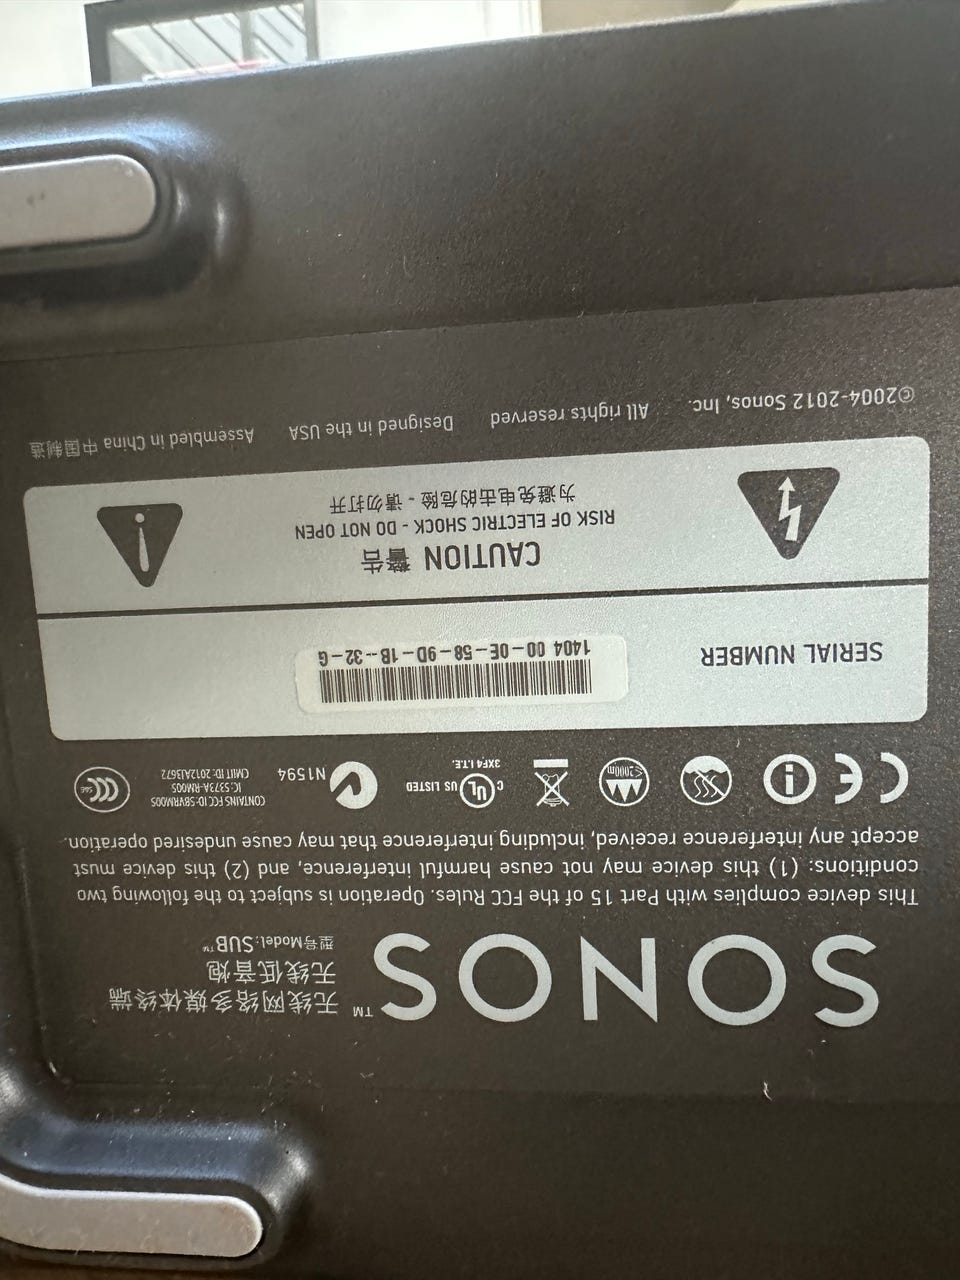 SONOS™
无线网络多媒体终端
无线低音炮
型号Model: SUB™
This device complies with Part 15 of the FCC Rules. Operation is subject to the following two
conditions: (1) this device may not cause harmful interference, and (2) this device must
accept any interference received, including interference that may cause undesired operation.
CE
≤2000m
C UL US LISTED
3XF4 I.T.E.
N1594
CONTAINS FCC ID: SBVRM005
IC: 5373A-RM005
CMIIT ID: 2012AJ3672
CCC S&E
SERIAL NUMBER
1404 00-0E-58-9D-1B-32-G
CAUTION 警告
RISK OF ELECTRIC SHOCK - DO NOT OPEN
为避免电击的危险 - 请勿打开
©2004-2012 Sonos, Inc. All rights reserved Designed in the USA Assembled in China 中国制造